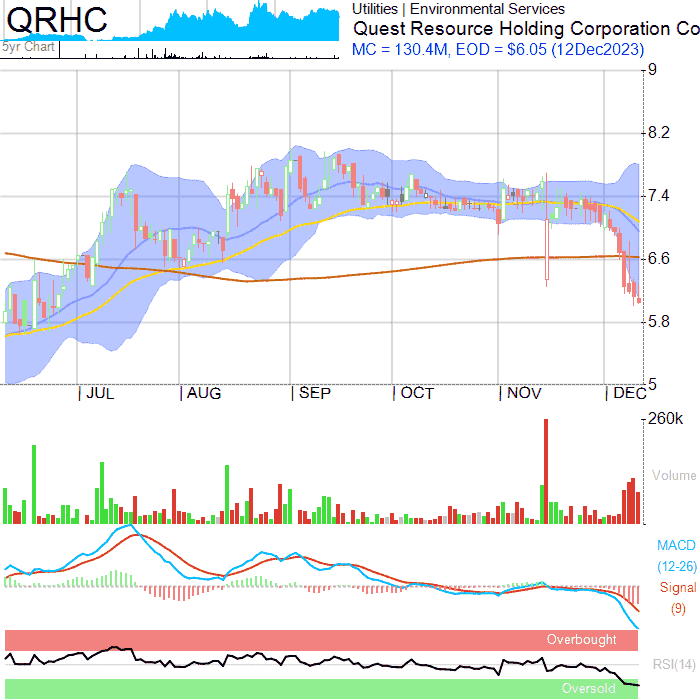 QRHC
Utilities | Environmental Services
Quest Resource Holding Corporation Co
MC = 130.4M, EOD = $6.05 (12Dec2023)
5yr Chart
9
8.2
7.4
6.6
5.8
5
JUL AUG SEP OCT NOV DEC
260k
Volume
MACD
(12-26)
Signal
(9)
Overbought
RSI(14)
Oversold